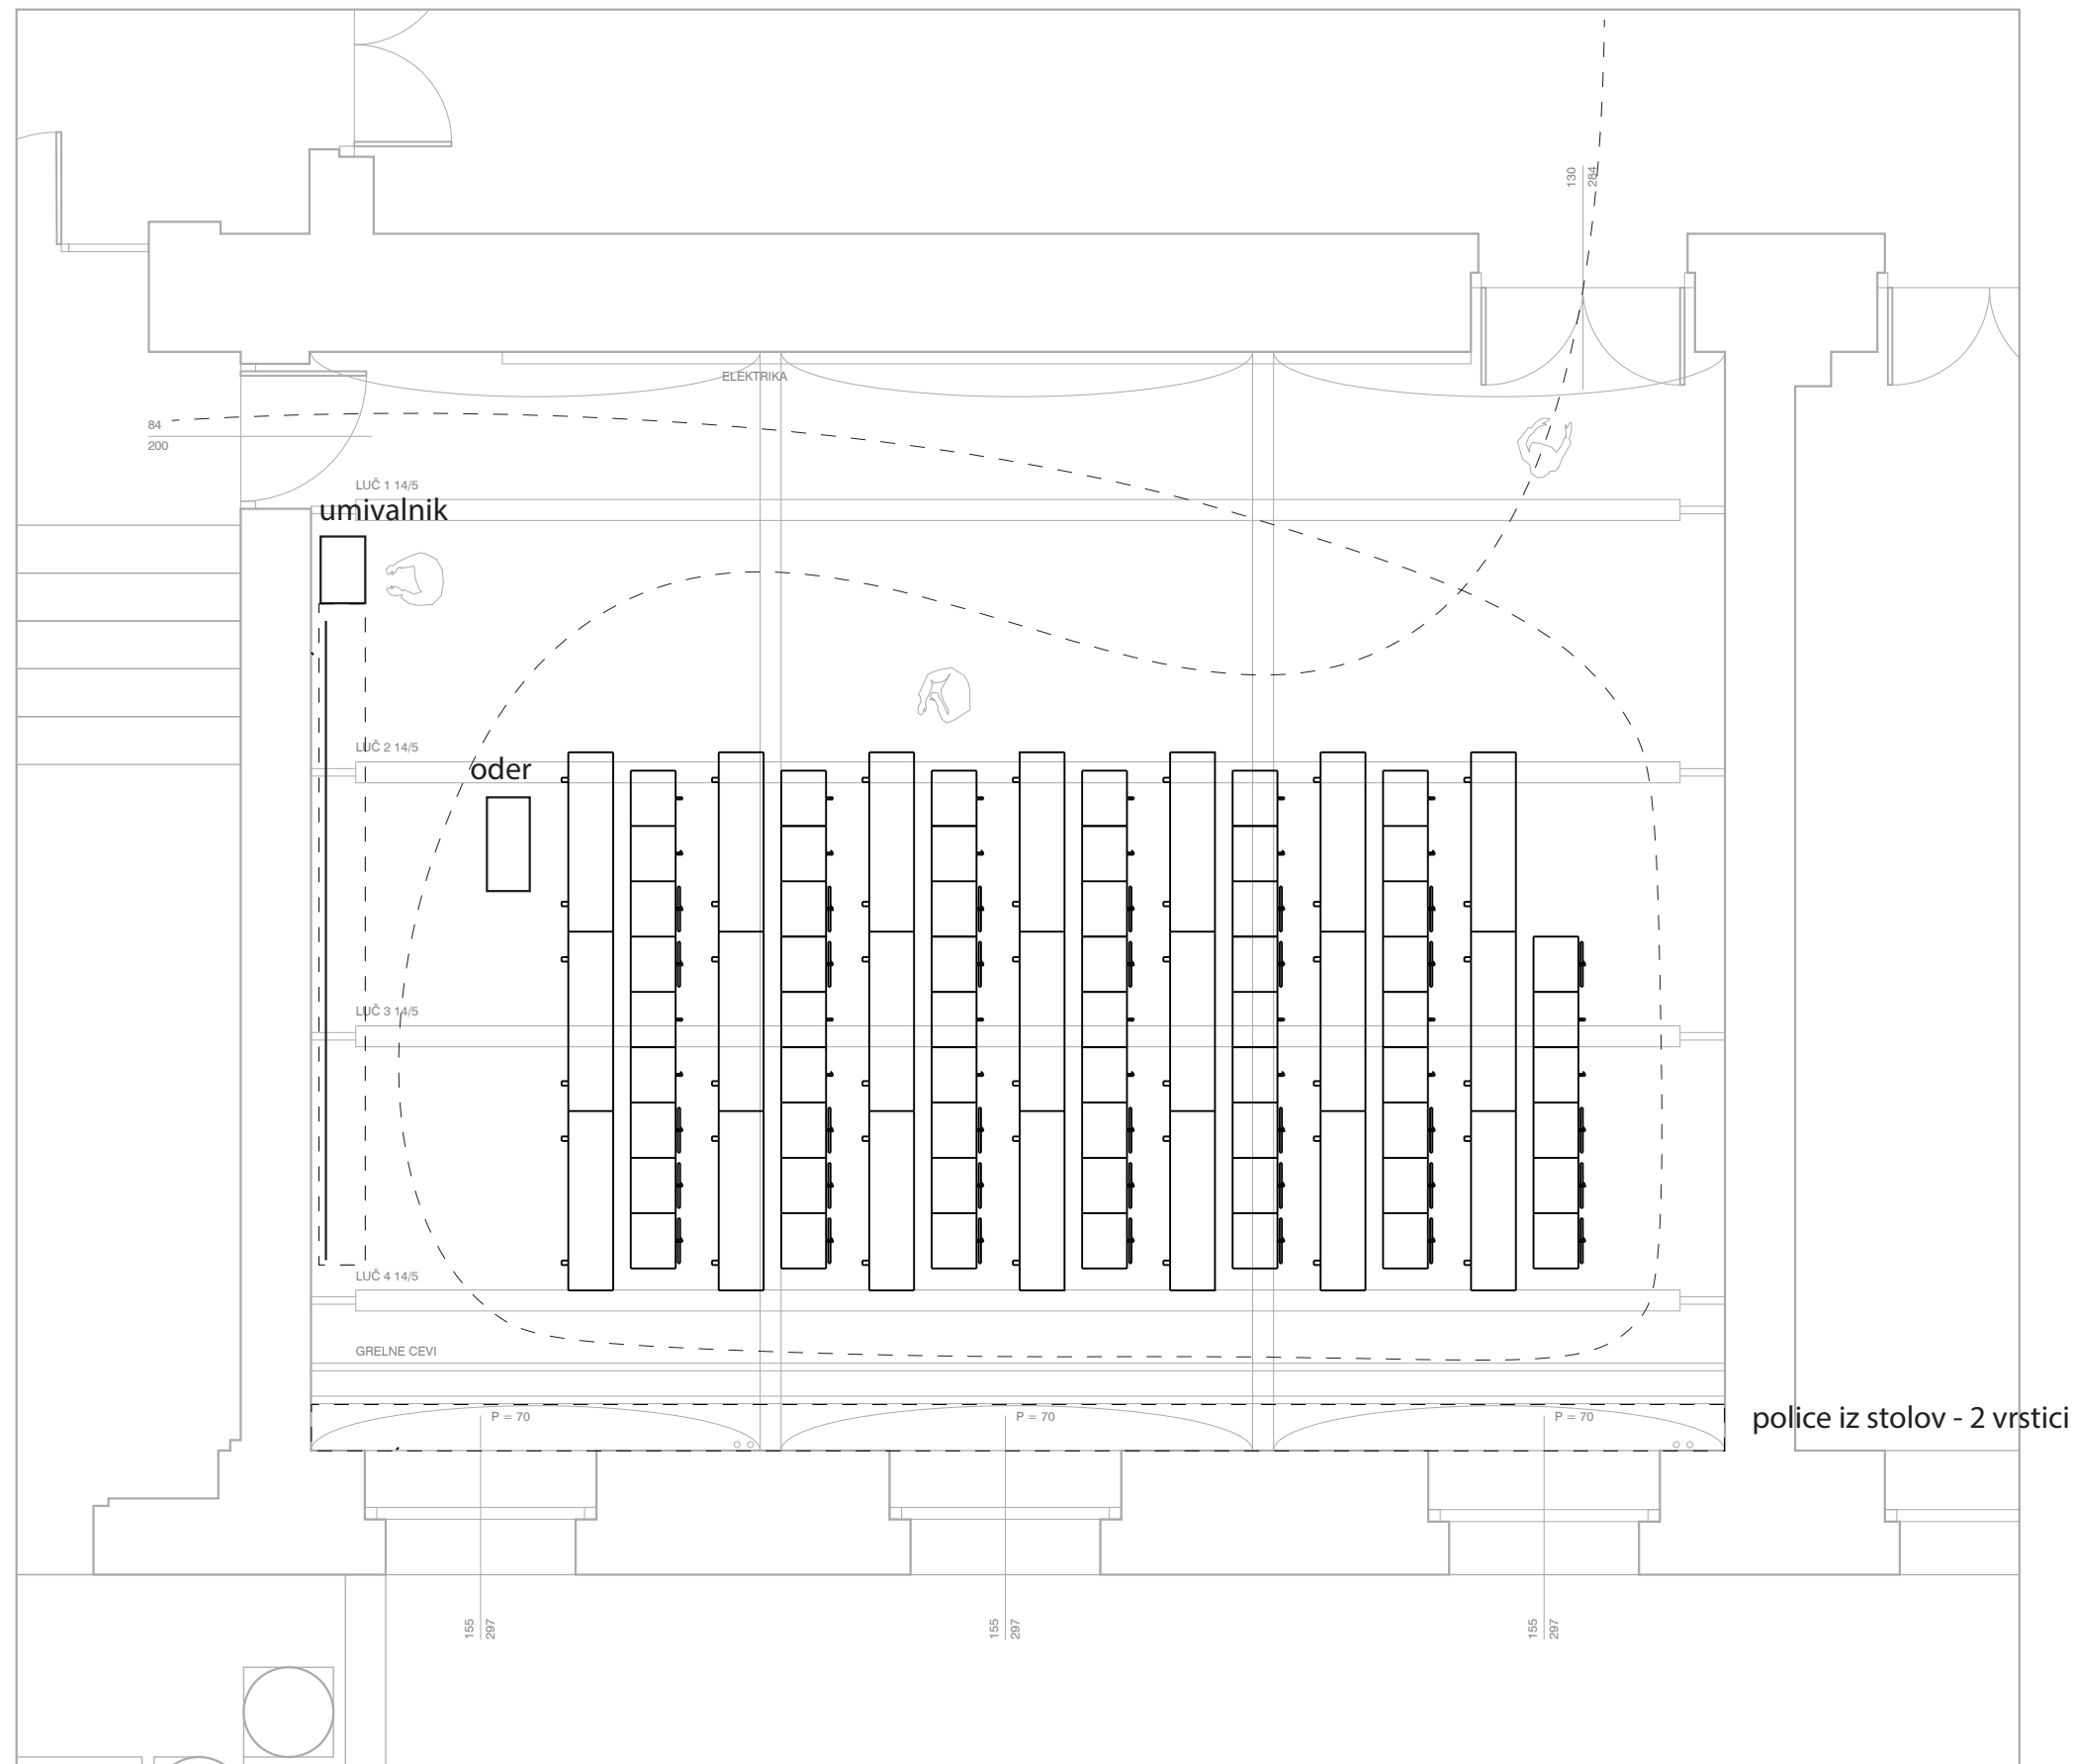 130
284
ELEKTRIKA
84
200
LUČ 1 14/5
umivalnik
LUČ 2 14/5
oder
LUČ 3 14/5
LUČ 4 14/5
GRELNE CEVI
P = 70
P = 70
P = 70
police iz stolov - 2 vrstici
155
297
155
297
155
297